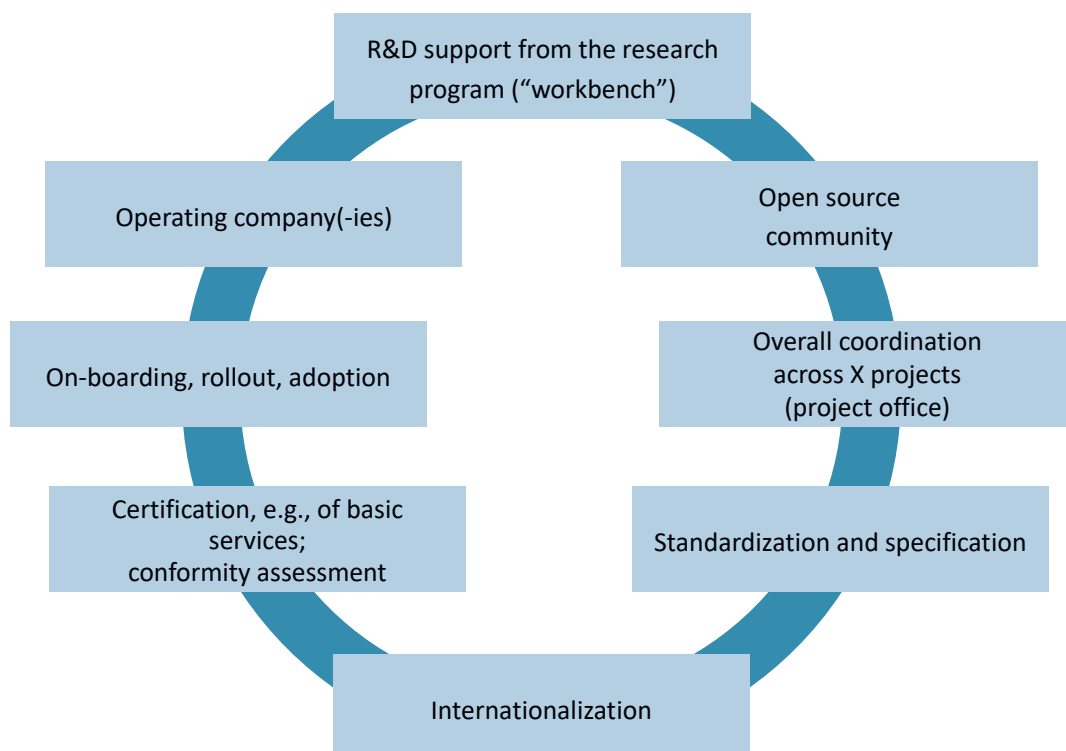 R&D support from the research
program (“workbench”)
Open source
community
Overall coordination
across X projects
(project office)
Standardization and specification
Internationalization
Certification, e.g., of basic
services;
conformity assessment
On-boarding, rollout, adoption
Operating company(-ies)